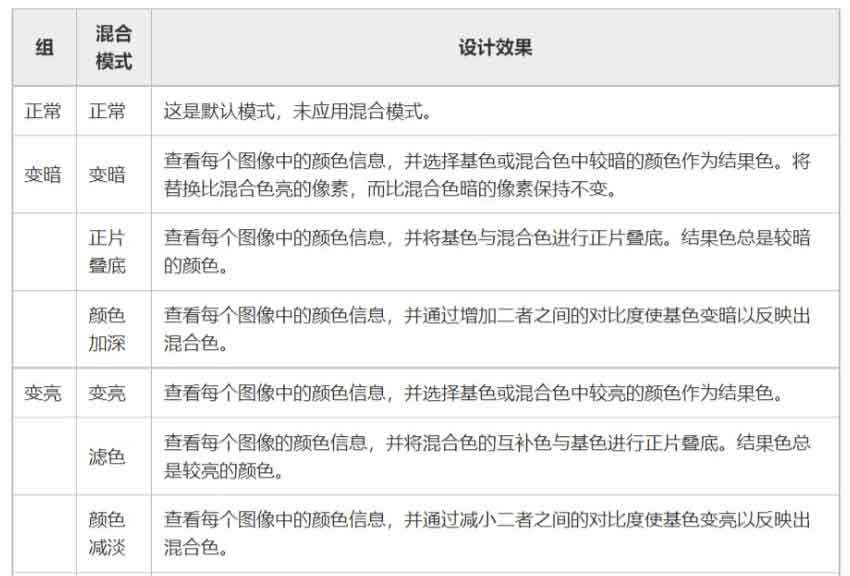 组
混合
模式
设计效果
正常
正常
这是默认模式，未应用混合模式。
变暗
变暗
查看每个图像中的颜色信息，并选择基色或混合色中较暗的颜色作为结果色。将
替换比混合色亮的像素，而比混合色暗的像素保持不变。
正片
叠底
查看每个图像中的颜色信息，并将基色与混合色进行正片叠底。结果色总是较暗
的颜色。
颜色
加深
查看每个图像中的颜色信息，并通过增加二者之间的对比度使基色变暗以反映出
混合色。
变亮
变亮
查看每个图像中的颜色信息，并选择基色或混合色中较亮的颜色作为结果色。
滤色
查看每个图像的颜色信息，并将混合色的互补色与基色进行正片叠底。结果色总
是较亮的颜色。
颜色
减淡
查看每个图像中的颜色信息，并通过减小二者之间的对比度使基色变亮以反映出
混合色。